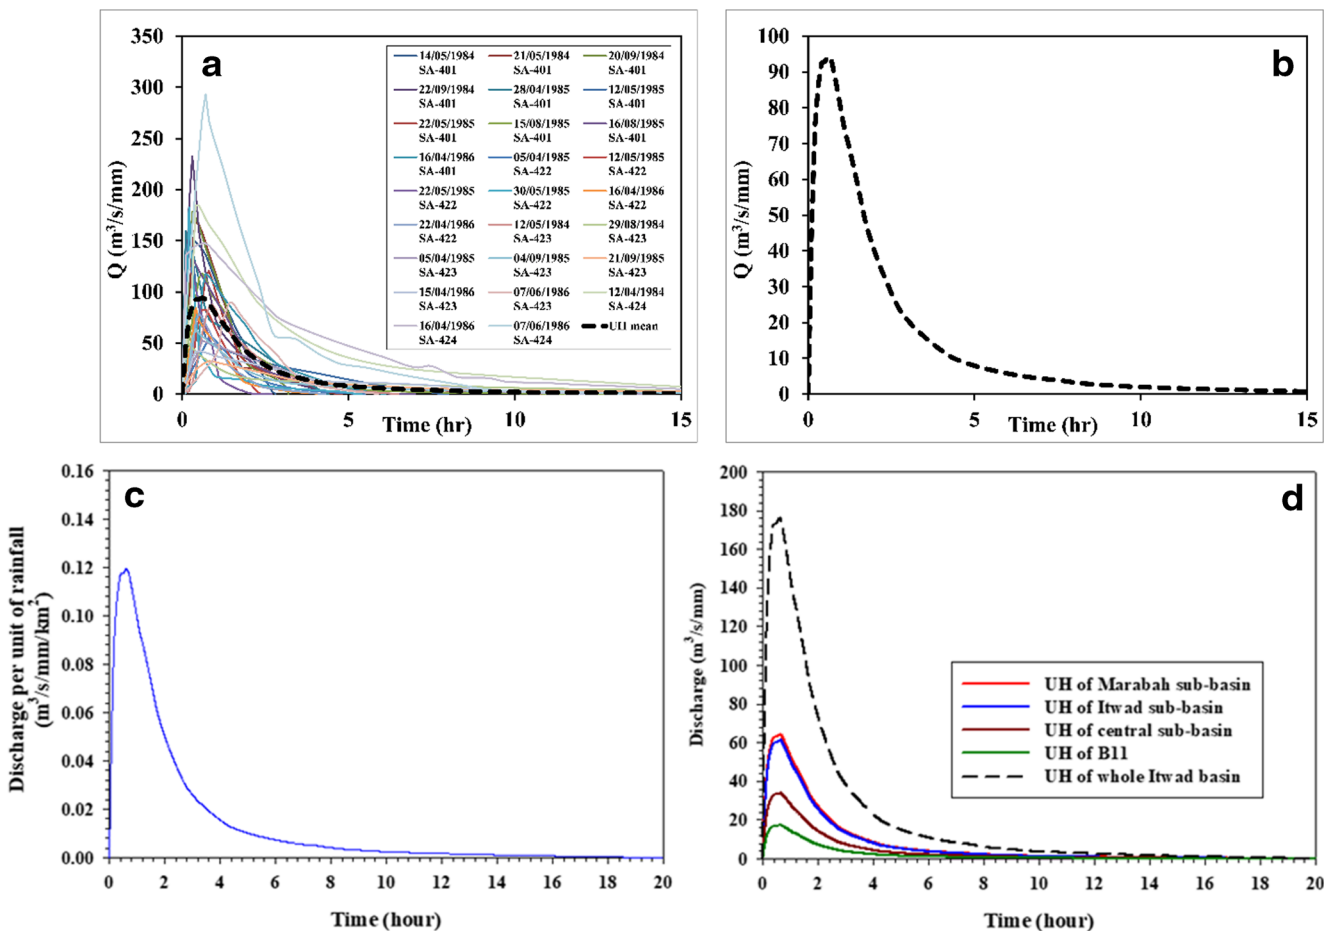 a
350
300
250
200
150
100
50
0
Q (m³/s/mm)
0 5 10 15
Time (hr)
14/05/1984 21/05/1984 20/09/1984
SA-401 SA-401 SA-401
22/09/1984 28/04/1985 12/05/1985
SA-401 SA-401 SA-401
22/05/1985 15/08/1985 16/08/1985
SA-401 SA-401 SA-401
16/04/1986 05/04/1985 12/05/1985
SA-401 SA-422 SA-422
22/05/1985 30/05/1985 16/04/1986
SA-422 SA-422 SA-422
22/04/1986 12/05/1984 29/08/1984
SA-422 SA-423 SA-423
05/04/1985 04/09/1985 21/09/1985
SA-423 SA-423 SA-423
15/04/1986 07/06/1986 12/04/1984
SA-423 SA-423 SA-424
16/04/1986 07/06/1986 UH mean
SA-424 SA-424
b
100
90
80
70
60
50
40
30
20
10
0
Q (m³/s/mm)
0 5 10 15
Time (hr)
c
0.16
0.14
0.12
0.10
0.08
0.06
0.04
0.02
0.00
Discharge per unit of rainfall
(m³/s/mm/km²)
0 2 4 6 8 10 12 14 16 18 20
Time (hour)
d
200
180
160
140
120
100
80
60
40
20
0
Discharge (m³/s/mm)
0 2 4 6 8 10 12 14 16 18 20
Time (hour)
UH of Marabah sub-basin
UH of Itwad sub-basin
UH of central sub-basin
UH of B11
UH of whole Itwad basin